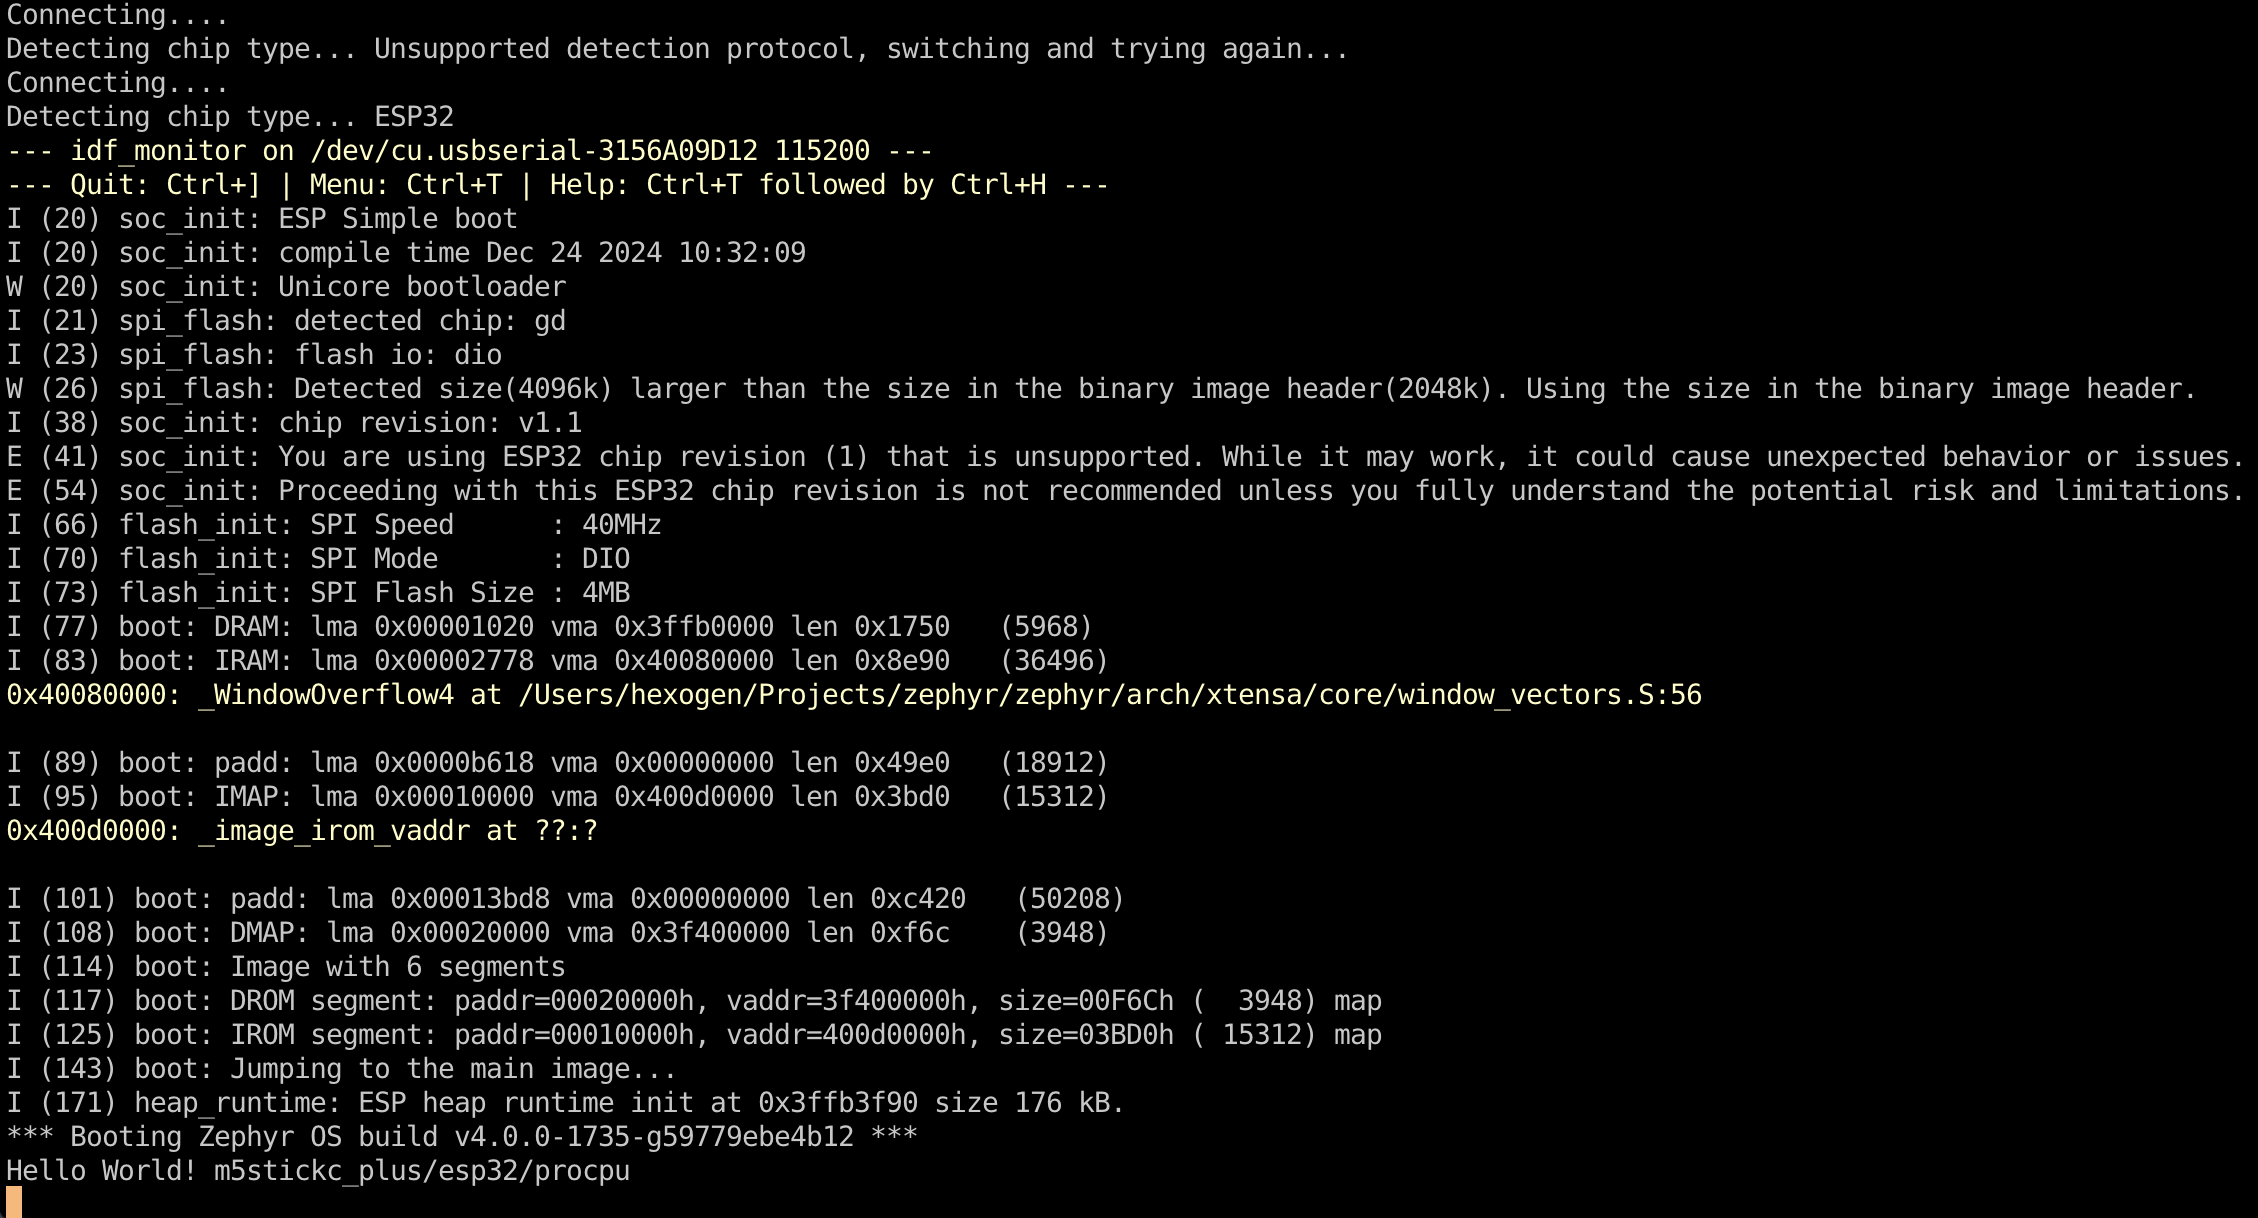 Connecting....
Detecting chip type... Unsupported detection protocol, switching and trying again...
Connecting....
Detecting chip type... ESP32
--- idf_monitor on /dev/cu.usbserial-3156A09D12 115200 ---
--- Quit: Ctrl+] | Menu: Ctrl+T | Help: Ctrl+T followed by Ctrl+H ---
I (20) soc_init: ESP Simple boot
I (20) soc_init: compile time Dec 24 2024 10:32:09
W (20) soc_init: Unicore bootloader
I (21) spi_flash: detected chip: gd
I (23) spi_flash: flash io: dio
W (26) spi_flash: Detected size(4096k) larger than the size in the binary image header(2048k). Using the size in the binary image header.
I (38) soc_init: chip revision: v1.1
E (41) soc_init: You are using ESP32 chip revision (1) that is unsupported. While it may work, it could cause unexpected behavior or issues.
E (54) soc_init: Proceeding with this ESP32 chip revision is not recommended unless you fully understand the potential risk and limitations.
I (66) flash_init: SPI Speed      : 40MHz
I (70) flash_init: SPI Mode       : DIO
I (73) flash_init: SPI Flash Size : 4MB
I (77) boot: DRAM: lma 0x00001020 vma 0x3ffb0000 len 0x1750   (5968)
I (83) boot: IRAM: lma 0x00002778 vma 0x40080000 len 0x8e90   (36496)
0x40080000: _WindowOverflow4 at /Users/hexogen/Projects/zephyr/zephyr/arch/xtensa/core/window_vectors.S:56
I (89) boot: padd: lma 0x0000b618 vma 0x00000000 len 0x49e0   (18912)
I (95) boot: IMAP: lma 0x00010000 vma 0x400d0000 len 0x3bd0   (15312)
0x400d0000: _image_irom_vaddr at ??:?
I (101) boot: padd: lma 0x00013bd8 vma 0x00000000 len 0xc420   (50208)
I (108) boot: DMAP: lma 0x00020000 vma 0x3f400000 len 0xf6c    (3948)
I (114) boot: Image with 6 segments
I (117) boot: DROM segment: paddr=00020000h, vaddr=3f400000h, size=00F6Ch (  3948) map
I (125) boot: IROM segment: paddr=00010000h, vaddr=400d0000h, size=03BD0h ( 15312) map
I (143) boot: Jumping to the main image...
I (171) heap_runtime: ESP heap runtime init at 0x3ffb3f90 size 176 kB.
*** Booting Zephyr OS build v4.0.0-1735-g59779ebe4b12 ***
Hello World! m5stickc_plus/esp32/procpu